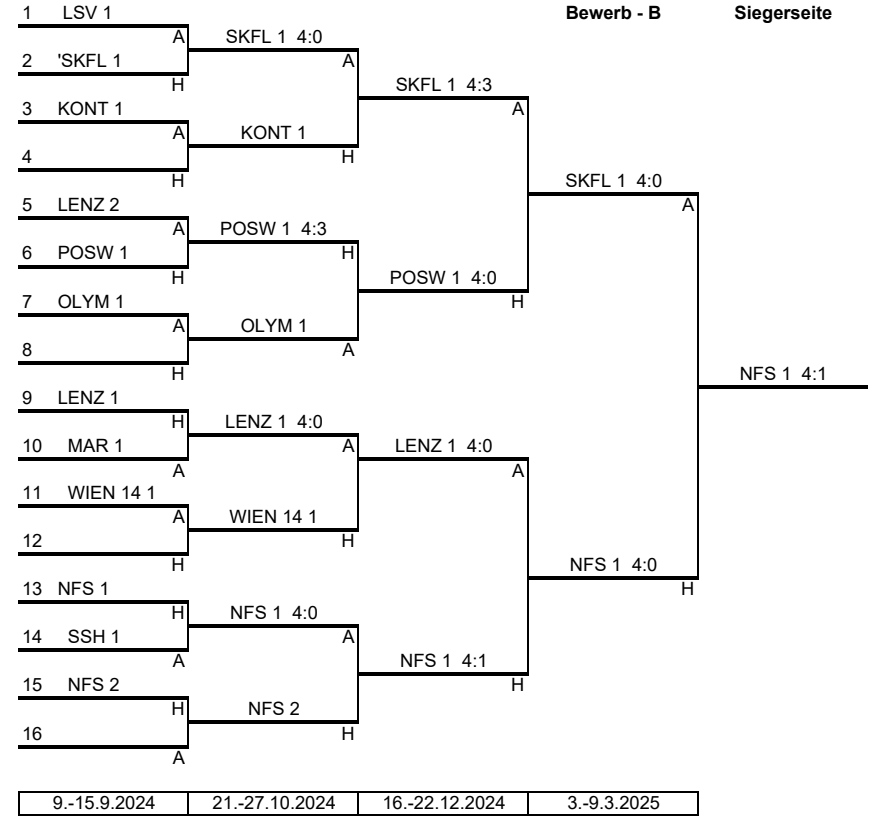 1 LSV 1 Bewerb - B Siegerseite
A SKFL 1 4:0
2 'SKFL 1 A
H SKFL 1 4:3
3 KONT 1 A
A KONT 1
4 H
H SKFL 1 4:0
5 LENZ 2 A
A POSW 1 4:3
6 POSW 1 H
H POSW 1 4:0
7 OLYM 1 H
A OLYM 1
8 A
H NFS 1 4:1
9 LENZ 1
H LENZ 1 4:0
10 MAR 1 A LENZ 1 4:0
A A
11 WIEN 14 1
A WIEN 14 1
12 H
H NFS 1 4:0
13 NFS 1 H
H NFS 1 4:0
14 SSH 1 A
A NFS 1 4:1
15 NFS 2 H
H NFS 2
16 H
A
9.-15.9.2024 21.-27.10.2024 16.-22.12.2024 3.-9.3.2025